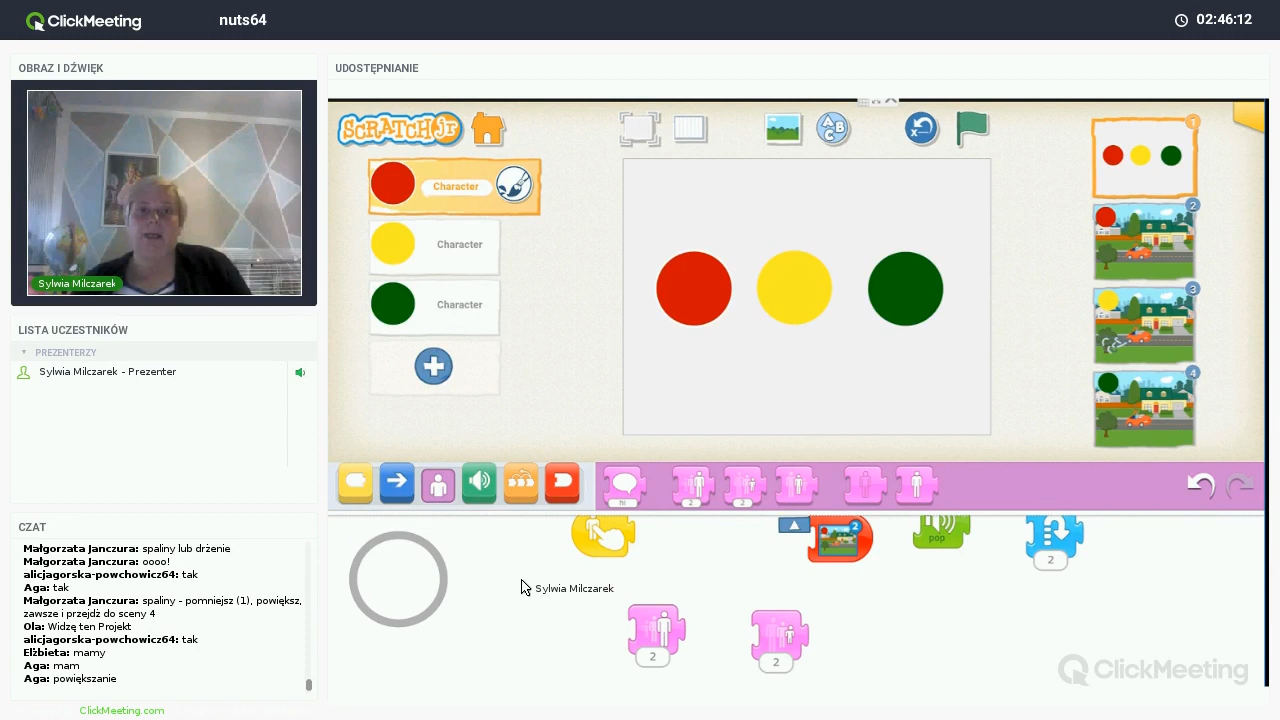 ClickMeeting
nuts64
02:46:12
OBRAZ I DŹWIĘK
Sylwia Milczarek
LISTA UCZESTNIKÓW
PREZENTERZY
Sylwia Milczarek - Prezenter
CZAT
Małgorzata Janczura: spaliny lub drżenie
Małgorzata Janczura: oooo!
alicjagorska-powchowicz64: tak
Aga: tak
Małgorzata Janczura: spaliny - pomniejsz (1), powiększ,
zawsze i przejdź do sceny 4
Ola: Widzę ten Projekt
alicjagorska-powchowicz64: tak
Elżbieta: mamy
Aga: mam
Aga: powiększanie
ClickMeeting.com
UDOSTĘPNIANIE
SCRATCH Jr
A B
C
x–
Character
Character
Character
1
2
3
4
hi
2
2
2
pop
2
Sylwia Milczarek
2
2
ClickMeeting